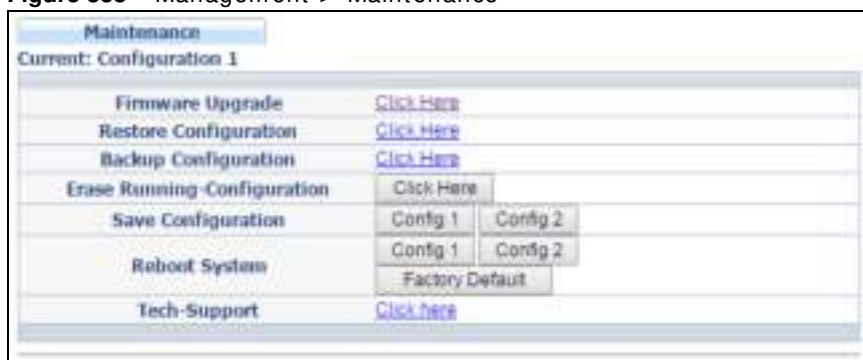 Management > Maintenance
Maintenance
Current: Configuration 1
Firmware Upgrade Click Here
Restore Configuration Click Here
Backup Configuration Click Here
Erase Running-Configuration Click Here
Save Configuration Config 1 Config 2
Reboot System Config 1 Config 2
Factory Default
Tech-Support Click here